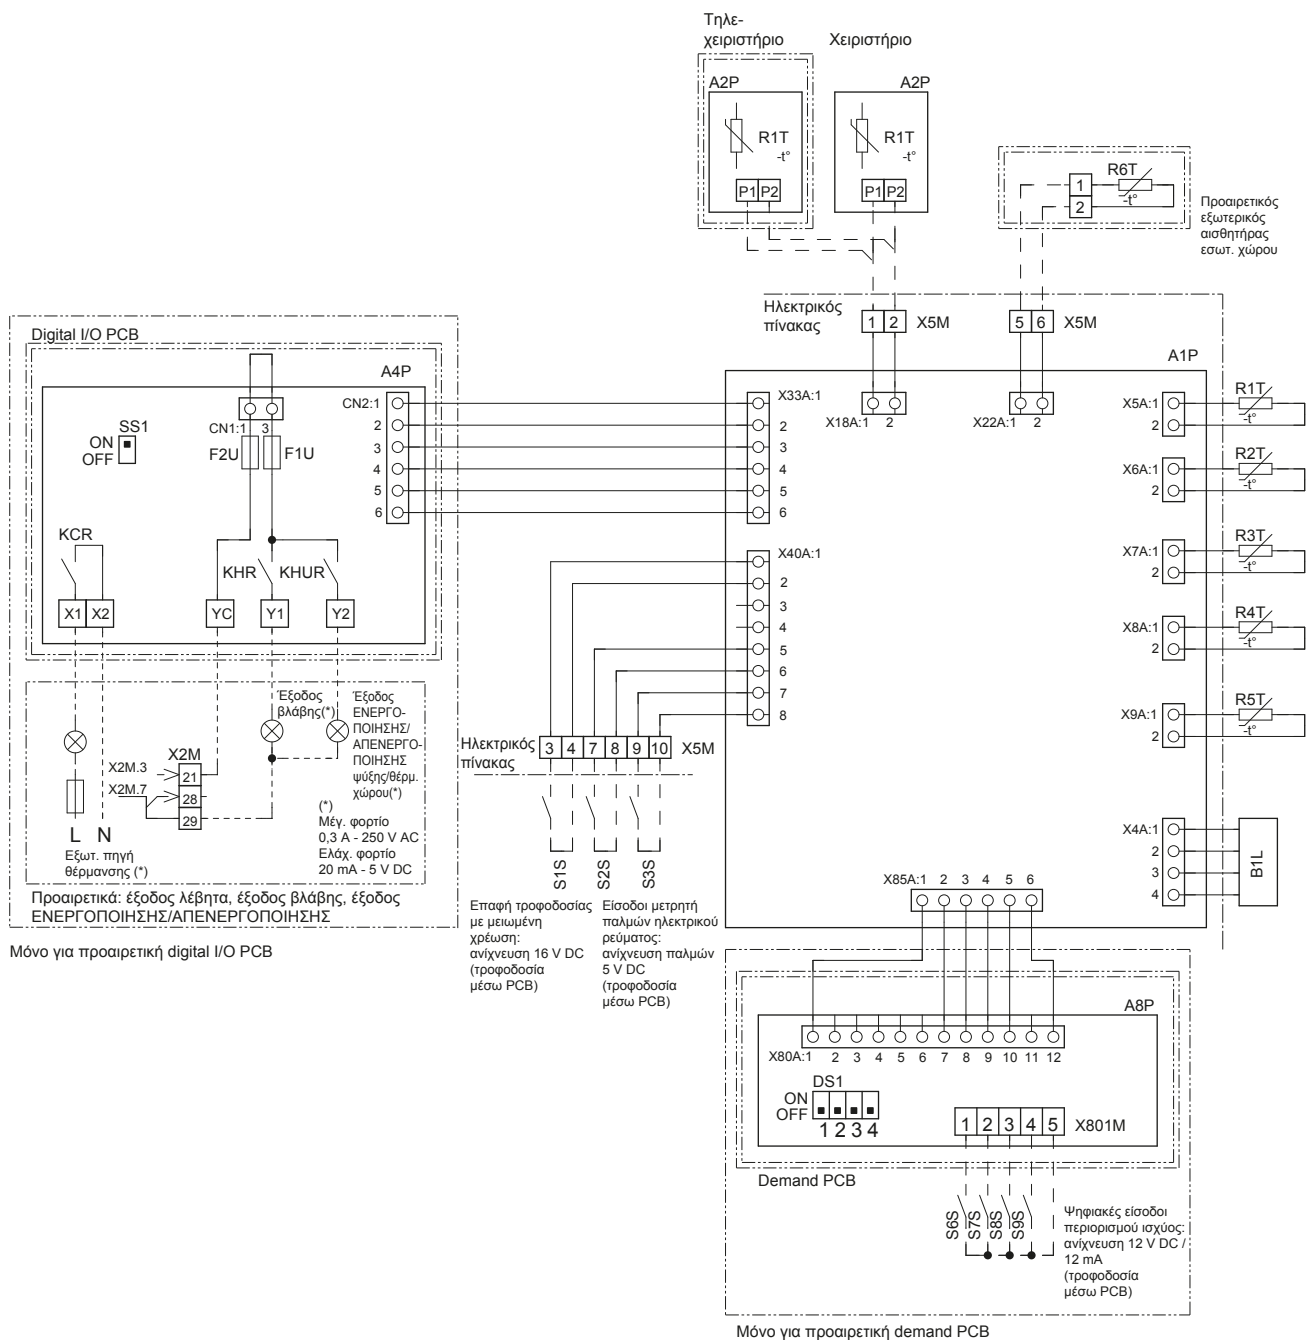 Τηλε-
χειριστήριο
Χειριστήριο
A2P
A2P
R1T
-t°
R1T
-t°
P1 P2
P1 P2
R6T
-t°
1
2
Προαιρετικός
εξωτερικός
αισθητήρας
εσωτ. χώρου
Ηλεκτρικός
πίνακας
1 2 X5M
5 6 X5M
A1P
X18A:1 2
X22A:1 2
Digital I/O PCB
A4P
SS1
ON
OFF
CN1:1 3
F2U F1U
CN2:1
2
3
4
5
6
X33A:1
2
3
4
5
6
KCR
KHR KHUR
X1 X2 YC Y1 Y2
X40A:1
2
3
4
5
6
7
8
X5A:1
2
R1T
-t°
X6A:1
2
R2T
-t°
X7A:1
2
R3T
-t°
X8A:1
2
R4T
-t°
X9A:1
2
R5T
-t°
X4A:1
2
3
4
B1L
Έξοδος
βλάβης(*)
Έξοδος
ΕΝΕΡΓΟ-
ΠΟΙΗΣΗΣ/
ΑΠΕΝΕΡΓΟ-
ΠΟΙΗΣΗΣ
ψύξης/θέρμ.
χώρου(*)
X2M
X2M.3
21
X2M.7
28
29
L N
Εξωτ. πηγή
θέρμανσης (*)
(*)
Μέγ. φορτίο
0,3 A - 250 V AC
Ελάχ. φορτίο
20 mA - 5 V DC
Προαιρετικά: έξοδος λέβητα, έξοδος βλάβης, έξοδος
ΕΝΕΡΓΟΠΟΙΗΣΗΣ/ΑΠΕΝΕΡΓΟΠΟΙΗΣΗΣ
Μόνο για προαιρετική digital I/O PCB
Ηλεκτρικός
πίνακας
3 4 7 8 9 10 X5M
S1S
S2S
S3S
Επαφή τροφοδοσίας
με μειωμένη
χρέωση:
ανίχνευση 16 V DC
(τροφοδοσία
μέσω PCB)
Είσοδοι μετρητή
παλμών ηλεκτρικού
ρεύματος:
ανίχνευση παλμών
5 V DC
(τροφοδοσία
μέσω PCB)
X85A:1 2 3 4 5 6
A8P
X80A:1 2 3 4 5 6 7 8 9 10 11 12
DS1
ON
OFF
1 2 3 4
1 2 3 4 5 X801M
Demand PCB
S6S
S7S
S8S
S9S
Ψηφιακές είσοδοι
περιορισμού ισχύος:
ανίχνευση 12 V DC /
12 mA
(τροφοδοσία
μέσω PCB)
Μόνο για προαιρετική demand PCB